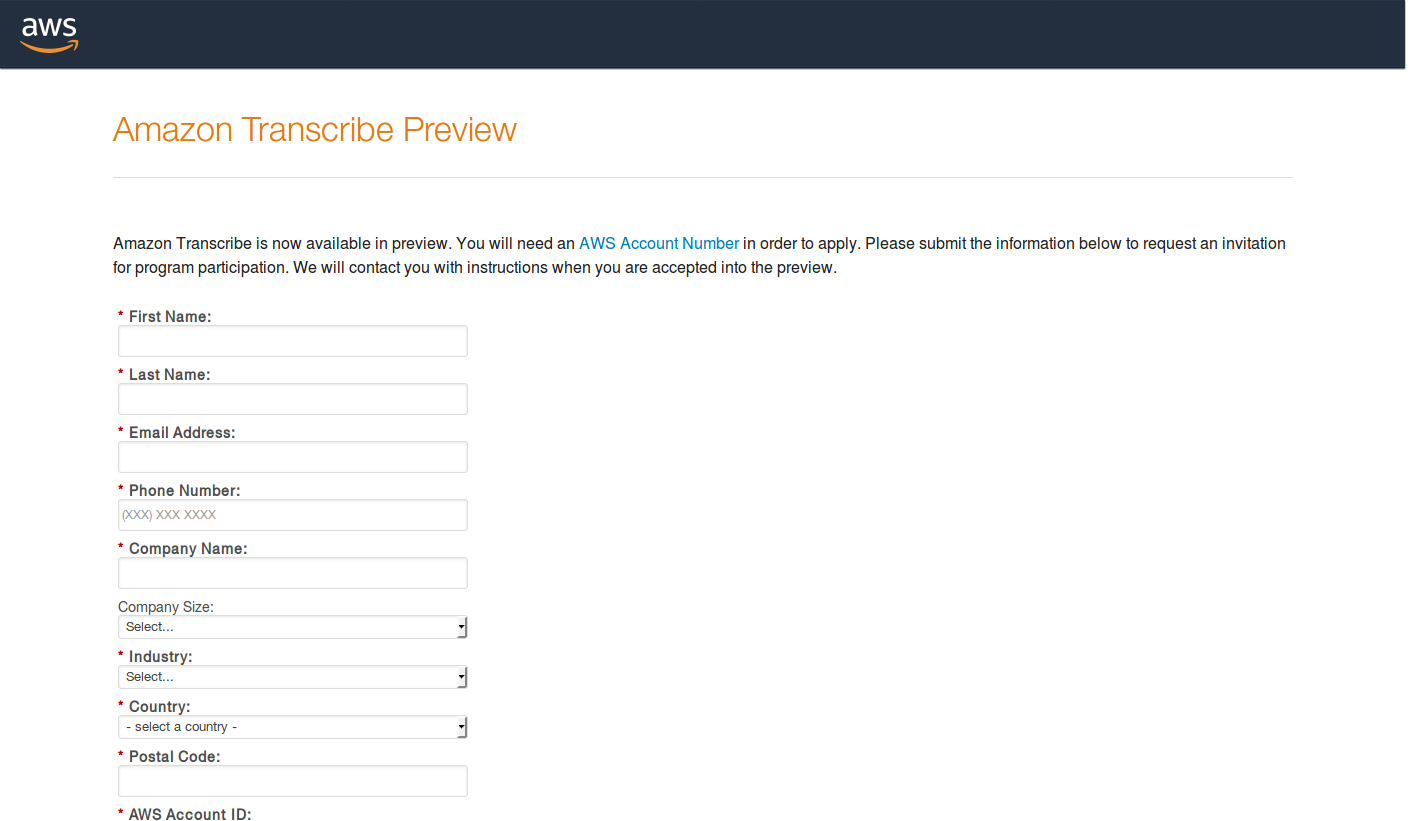 aws
Amazon Transcribe Preview
Amazon Transcribe is now available in preview. You will need an AWS Account Number in order to apply. Please submit the information below to request an invitation
for program participation. We will contact you with instructions when you are accepted into the preview.
* First Name:
* Last Name:
* Email Address:
* Phone Number:
(XXX) XXX XXXX
* Company Name:
Company Size:
Select...
* Industry:
Select...
* Country:
- select a country -
* Postal Code:
* AWS Account ID: